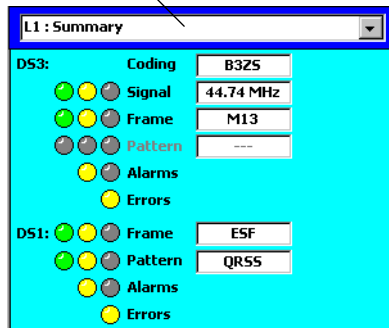 L1 : Summary
DS3: Coding B3ZS
Signal 44.74 MHz
Frame M13
Pattern ---
Alarms
Errors
DS1: Frame ESF
Pattern QRSS
Alarms
Errors